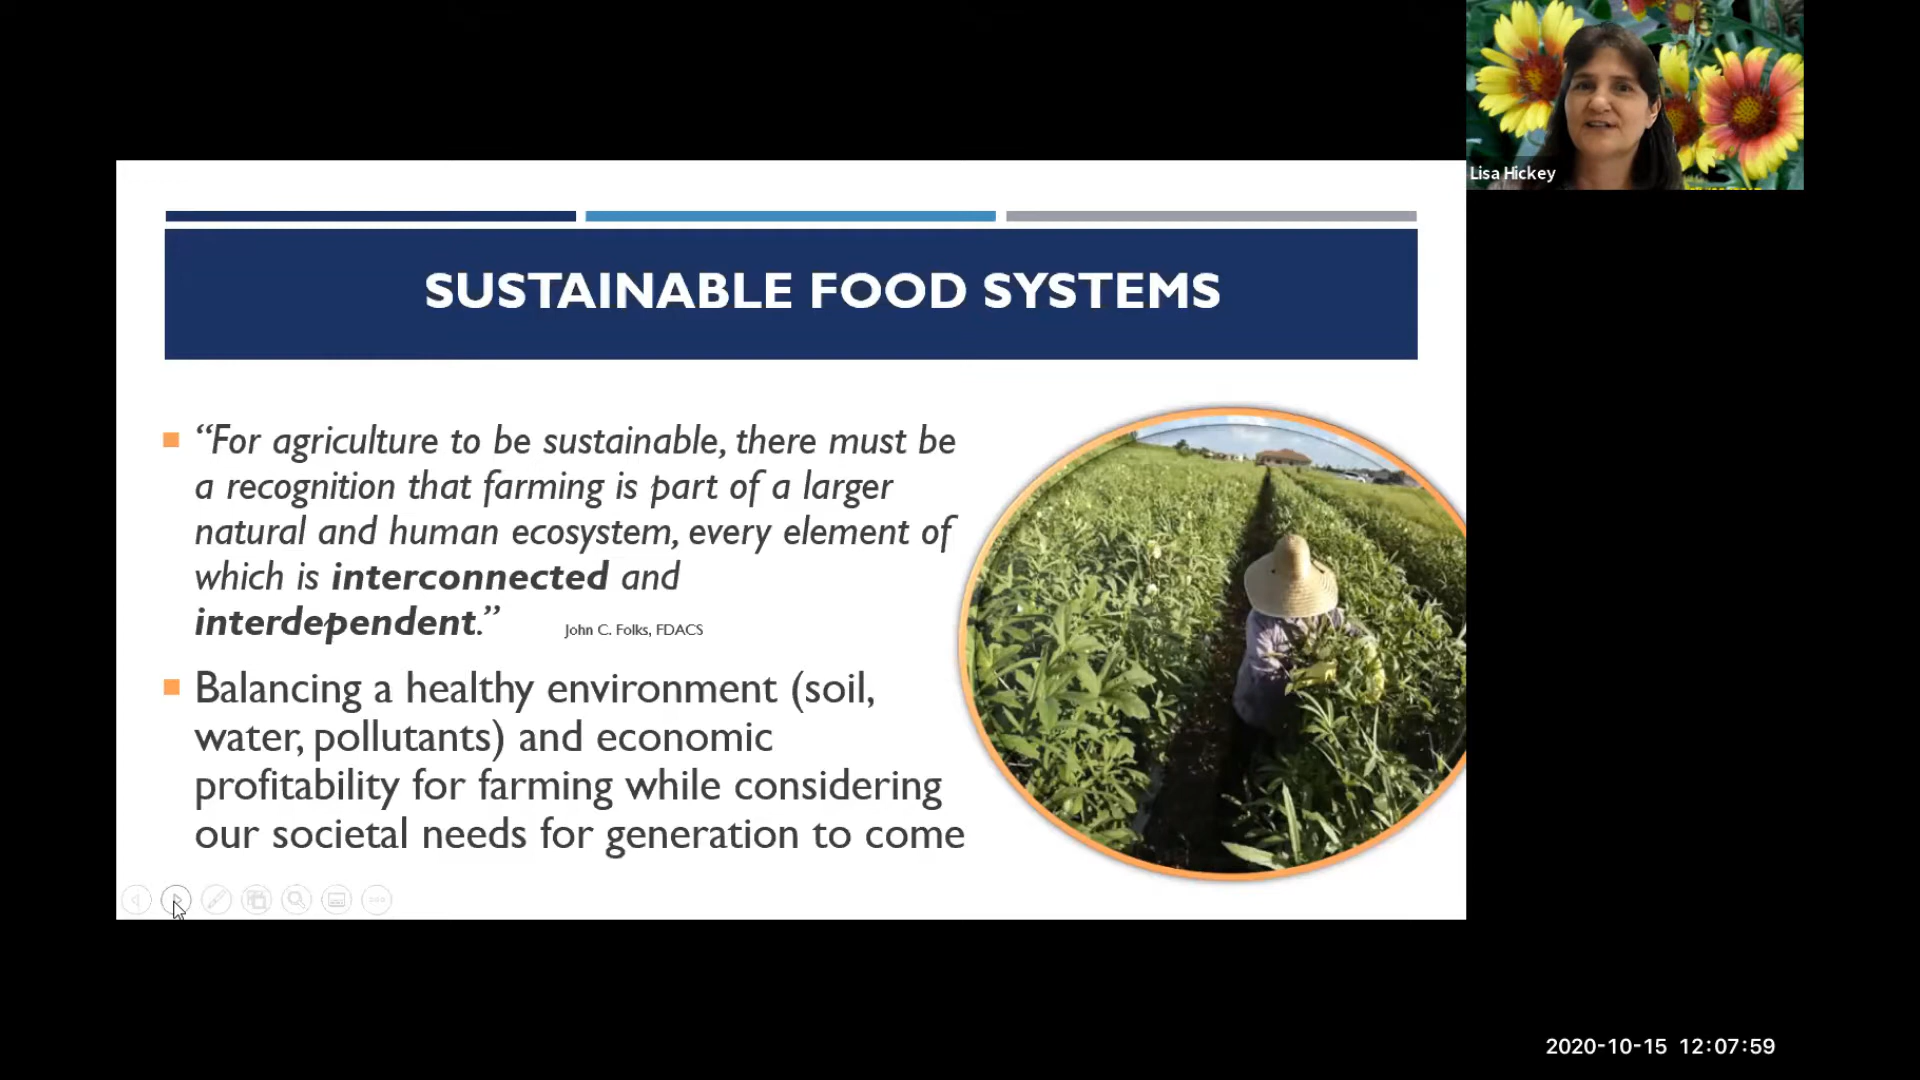 Lisa Hickey
SUSTAINABLE FOOD SYSTEMS
“For agriculture to be sustainable, there must be
a recognition that farming is part of a larger
natural and human ecosystem, every element of
which is interconnected and
interdependent.” John C. Folks, FDACS
Balancing a healthy environment (soil,
water, pollutants) and economic
profitability for farming while considering
our societal needs for generation to come
2020-10-15 12:07:59